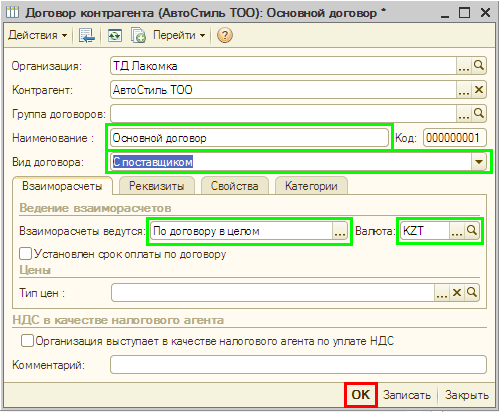 Договор контрагента (АвтоСтиль ТОО): Основной договор *
Действия Перейти ?
Организация: ТД Лакомка ...
Контрагент: АвтоСтиль ТОО ...
Группа договоров: ...
Наименование : Основной договор Код: 000000001
Вид договора: С поставщиком
Взаиморасчеты Реквизиты Свойства Категории
Ведение взаиморасчетов
Взаиморасчеты ведутся: По договору в целом ... Валюта: KZT ...
Установлен срок оплаты по договору
Цены
Тип цен : ...
НДС в качестве налогового агента
Организация выступает в качестве налогового агента по уплате НДС
Комментарий:
OK Записать Закрыть